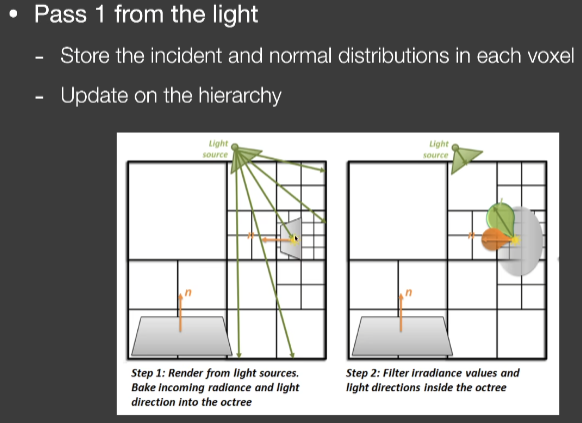 • Pass 1 from the light
- Store the incident and normal distributions in each voxel
- Update on the hierarchy
Light
source
n
n
Step 1: Render from light sources.
Bake incoming radiance and light
direction into the octree
Light
source
n
n
Step 2: Filter irradiance values and
light directions inside the octree